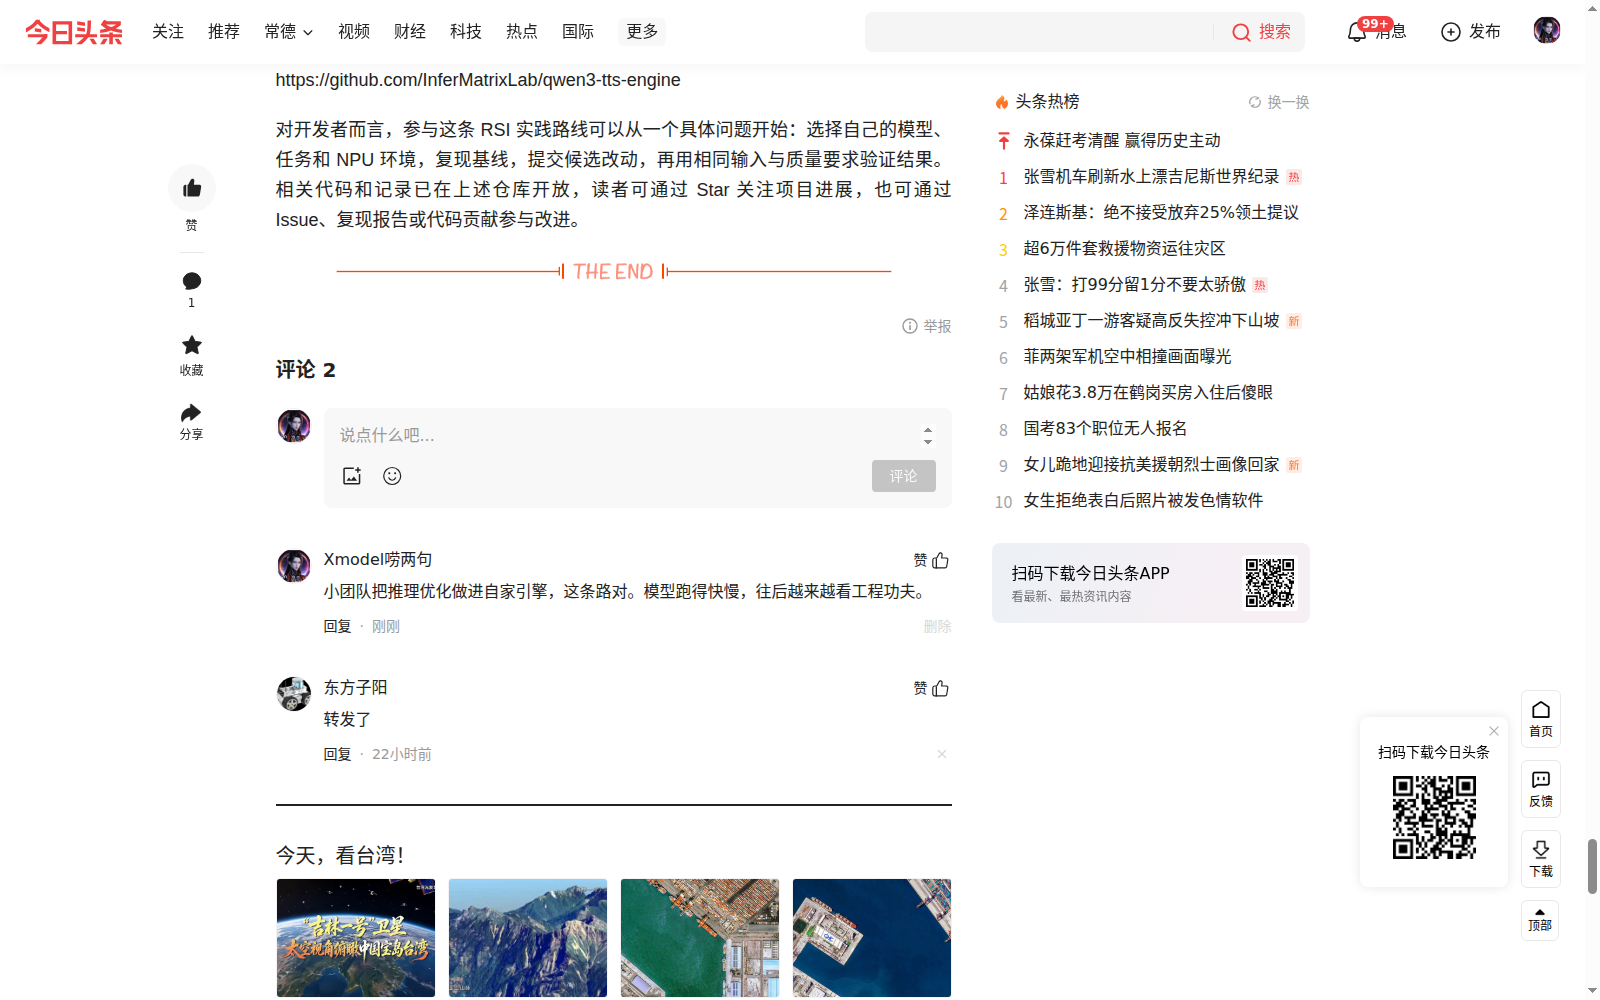 今日头条
关注
推荐
常德
视频
财经
科技
热点
国际
更多
搜索
99+
消息
发布
https://github.com/InferMatrixLab/qwen3-tts-engine
对开发者而言，参与这条 RSI 实践路线可以从一个具体问题开始：选择自己的模型、
任务和 NPU 环境，复现基线，提交候选改动，再用相同输入与质量要求验证结果。
相关代码和记录已在上述仓库开放，读者可通过 Star 关注项目进展，也可通过
Issue、复现报告或代码贡献参与改进。
THE END
举报
赞
1
收藏
分享
评论 2
说点什么吧...
评论
Xmodel唠两句
赞
小团队把推理优化做进自家引擎，这条路对。模型跑得快慢，往后越来越看工程功夫。
回复 · 刚刚
删除
东方子阳
赞
转发了
回复 · 22小时前
今天，看台湾！
“吉林一号”卫星
太空视角俯瞰中国宝岛台湾
头条热榜
换一换
永葆赶考清醒 赢得历史主动
1 张雪机车刷新水上漂吉尼斯世界纪录 热
2 泽连斯基：绝不接受放弃25%领土提议
3 超6万件套救援物资运往灾区
4 张雪：打99分留1分不要太骄傲 热
5 稻城亚丁一游客疑高反失控冲下山坡 新
6 菲两架军机空中相撞画面曝光
7 姑娘花3.8万在鹤岗买房入住后傻眼
8 国考83个职位无人报名
9 女儿跪地迎接抗美援朝烈士画像回家 新
10 女生拒绝表白后照片被发色情软件
扫码下载今日头条APP
看最新、最热资讯内容
扫码下载今日头条
首页
反馈
下载
顶部